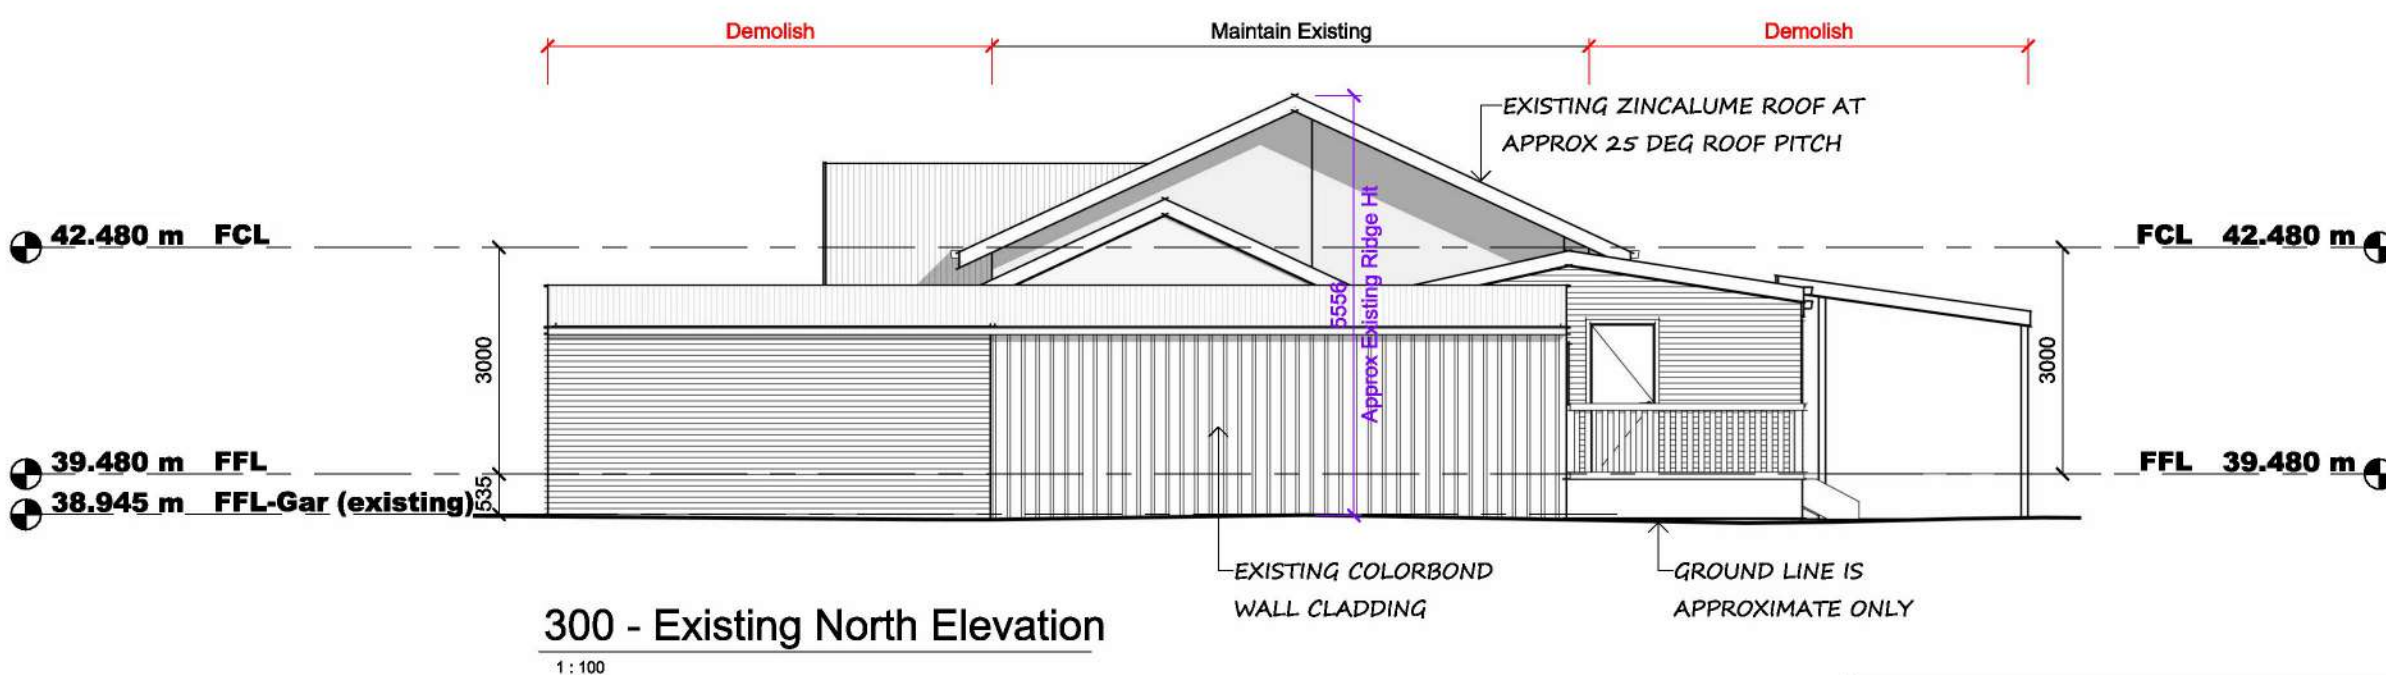 Demolish Maintain Existing Demolish
EXISTING ZINCALUME ROOF AT
APPROX 25 DEG ROOF PITCH
42.480 m FCL
FCL 42.480 m
3000
5556
Approx Existing Ridge Ht
3000
39.480 m FFL
FFL 39.480 m
535
38.945 m FFL-Gar (existing)
EXISTING COLORBOND
WALL CLADDING
GROUND LINE IS
APPROXIMATE ONLY
300 - Existing North Elevation
1 : 100